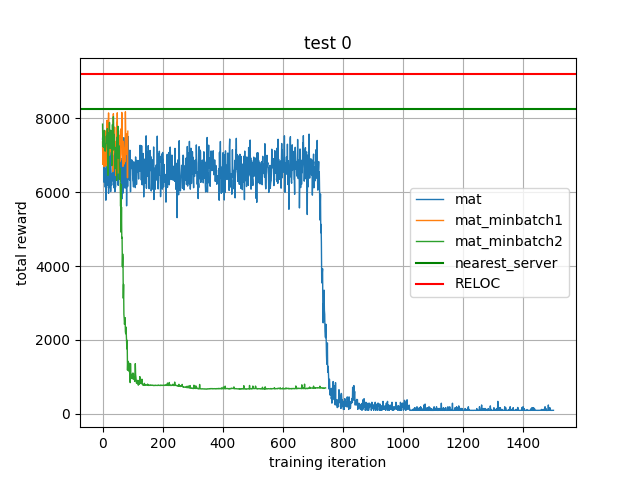 test 0
total reward
8000
6000
4000
2000
0
mat
mat_minbatch1
mat_minbatch2
nearest_server
RELOC
0 200 400 600 800 1000 1200 1400
training iteration